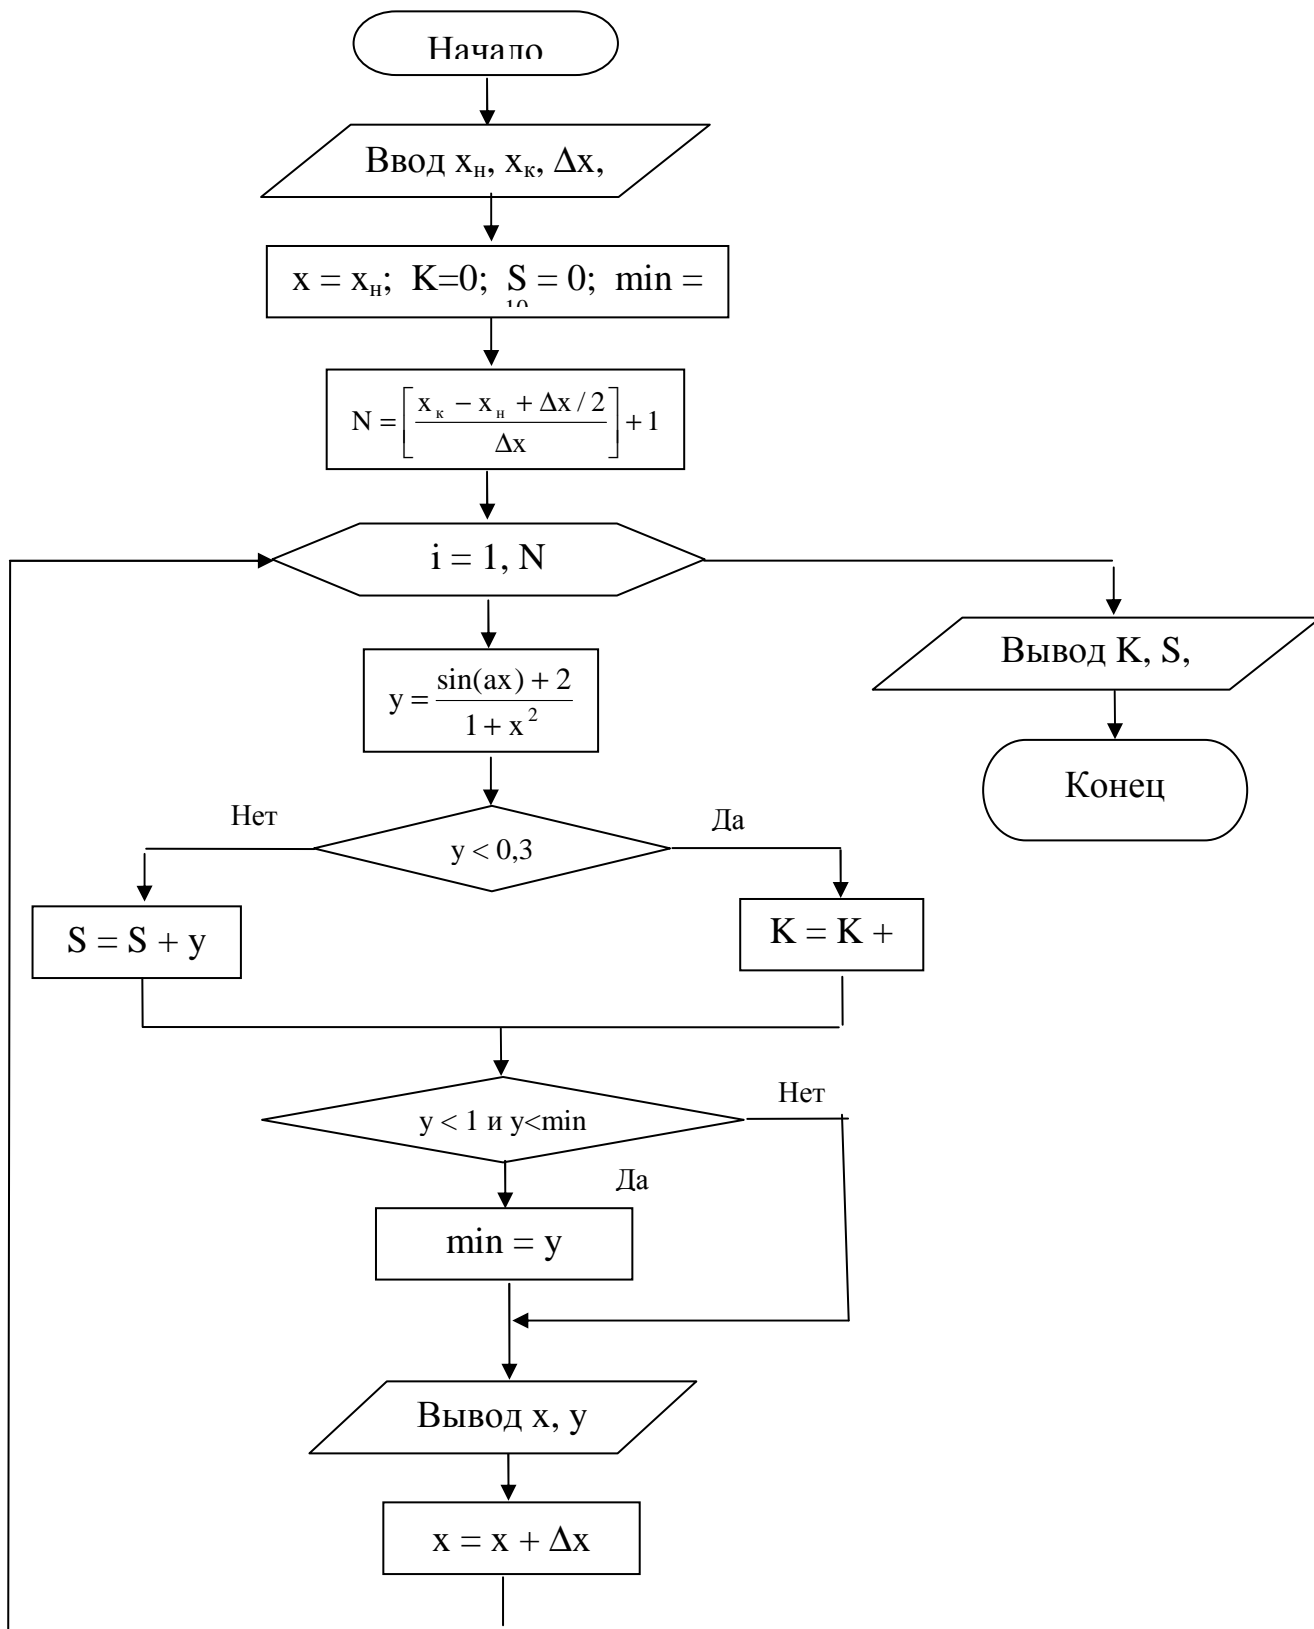 Начало
Ввод xн, xк, Δx,
x = xн; K=0; S = 0; min =
10
N = [ (xк − xн + Δx / 2) / Δx ] + 1
i = 1, N
y = (sin(ax) + 2) / (1 + x²)
Вывод K, S,
Конец
Нет
Да
y < 0,3
S = S + y
K = K +
Нет
y < 1 и y<min
Да
min = y
Вывод x, y
x = x + Δx